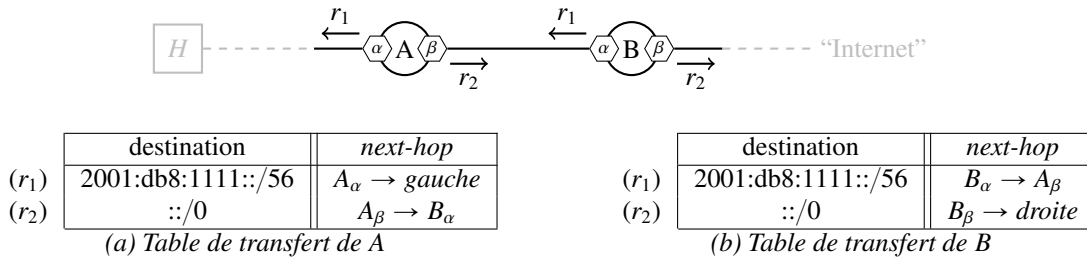 r₁ r₁
H α A β α B β "Internet"
r₂ r₂
destination next-hop destination next-hop
(r₁) 2001:db8:1111::/56 Aα → gauche (r₁) 2001:db8:1111::/56 Bα → Aβ
(r₂) ::/0 Aβ → Bα (r₂) ::/0 Bβ → droite
(a) Table de transfert de A (b) Table de transfert de B